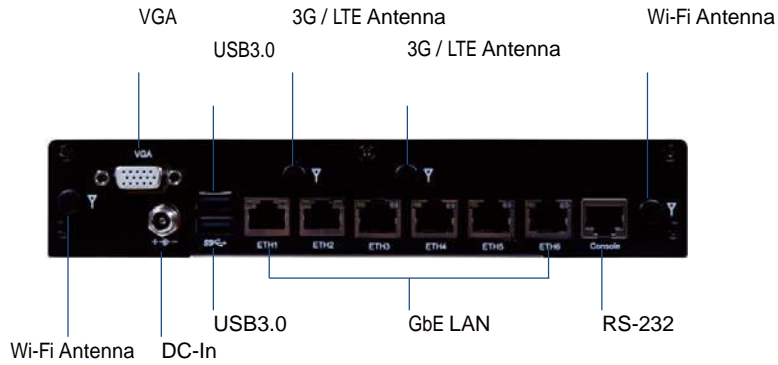 VGA
3G / LTE Antenna
Wi-Fi Antenna
USB3.0
3G / LTE Antenna
VGA
ETH1
ETH2
ETH3
ETH4
ETH5
ETH6
Console
USB3.0
GbE LAN
RS-232
Wi-Fi Antenna
DC-In